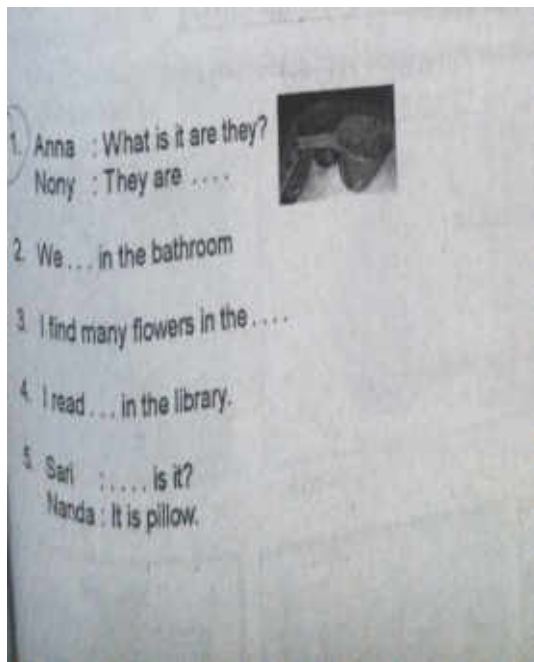 1. Anna : What is it are they?
Nony : They are ....
2. We ... in the bathroom
3. I find many flowers in the ....
4. I read ... in the library.
5. Sari : ..... is it?
Nanda : It is pillow.